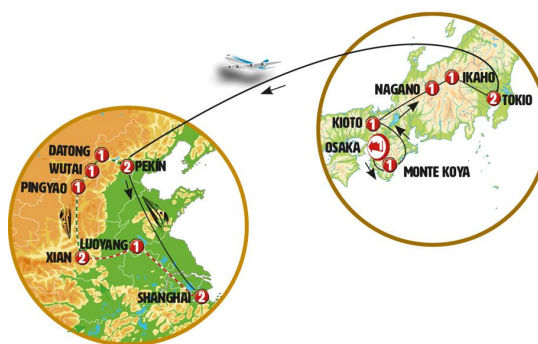 IKAHO
1
NAGANO
1
2
TOKIO
KIOTO
1
OSAKA
1
MONTE KOYA
DATONG
1
WUTAI
1
2
PEKIN
PINGYAO
1
LUOYANG
1
XIAN
2
SHANGHAI
2